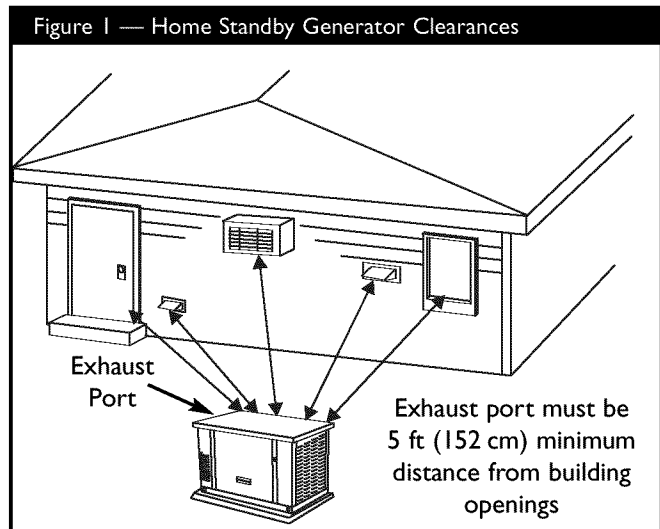 Figure 1 — Home Standby Generator Clearances
Exhaust
Port
Exhaust port must be
5 ft (152 cm) minimum
distance from building
openings